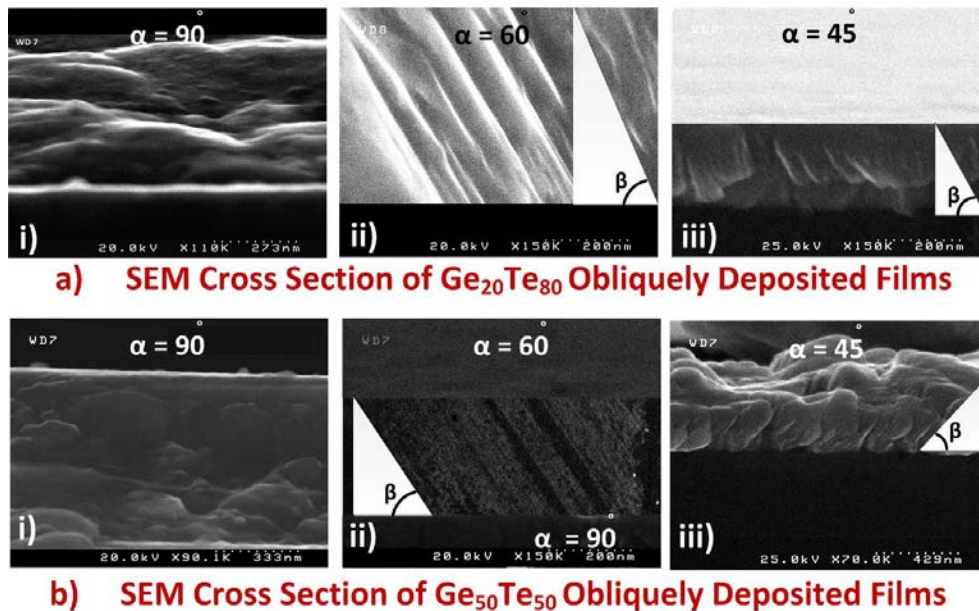 WD7
α = 90°
i)
20.0kV X110K 273nm
WD8
α = 60°
β
ii)
20.0kV X150K 200nm
α = 45°
β
iii)
25.0kV X150K 200nm
a) SEM Cross Section of Ge₂₀Te₈₀ Obliquely Deposited Films
WD7
α = 90°
i)
20.0kV X90.1K 333nm
WD7
α = 60°
β
ii)
α = 90°
20.0kV X150K 200nm
WD7
α = 45°
β
iii)
25.0kV X70.0K 429nm
b) SEM Cross Section of Ge₅₀Te₅₀ Obliquely Deposited Films